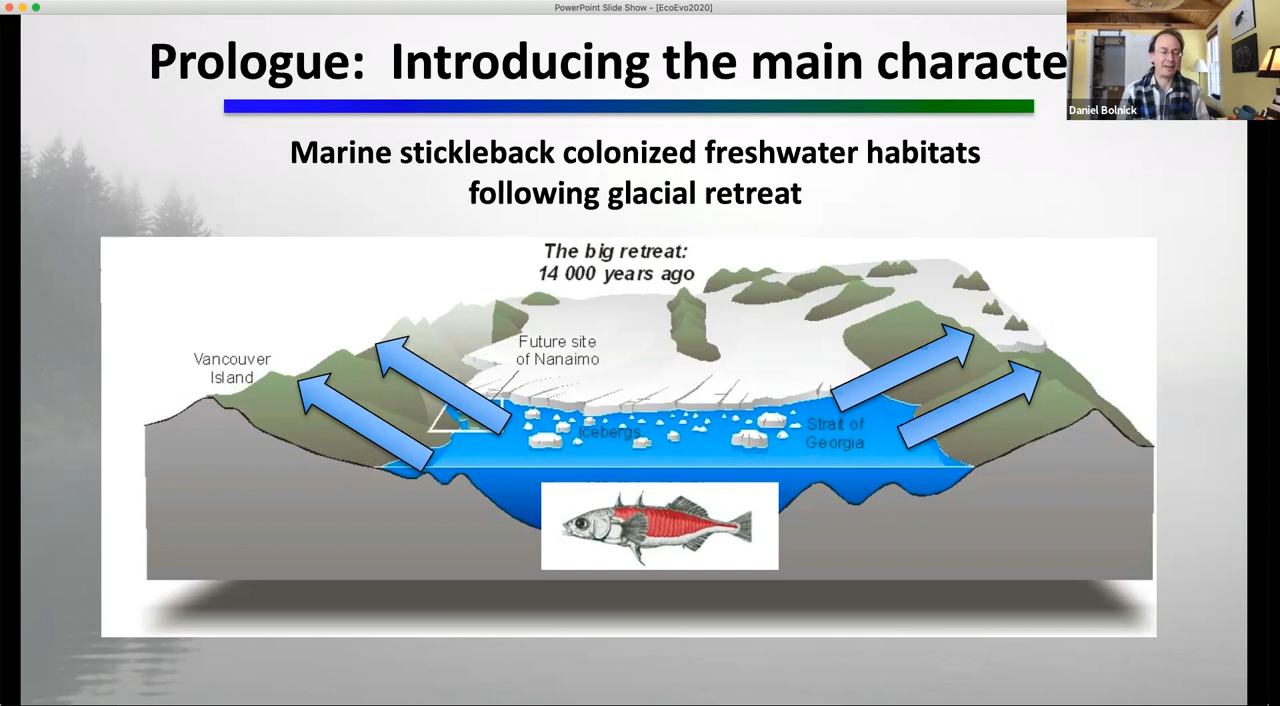 PowerPoint Slide Show - [EcoEvo2020]
Prologue: Introducing the main characte
Daniel Bolnick
Marine stickleback colonized freshwater habitats
following glacial retreat
The big retreat:
14 000 years ago
Future site
of Nanaimo
Vancouver
Island
Icebergs
Strait of
Georgia